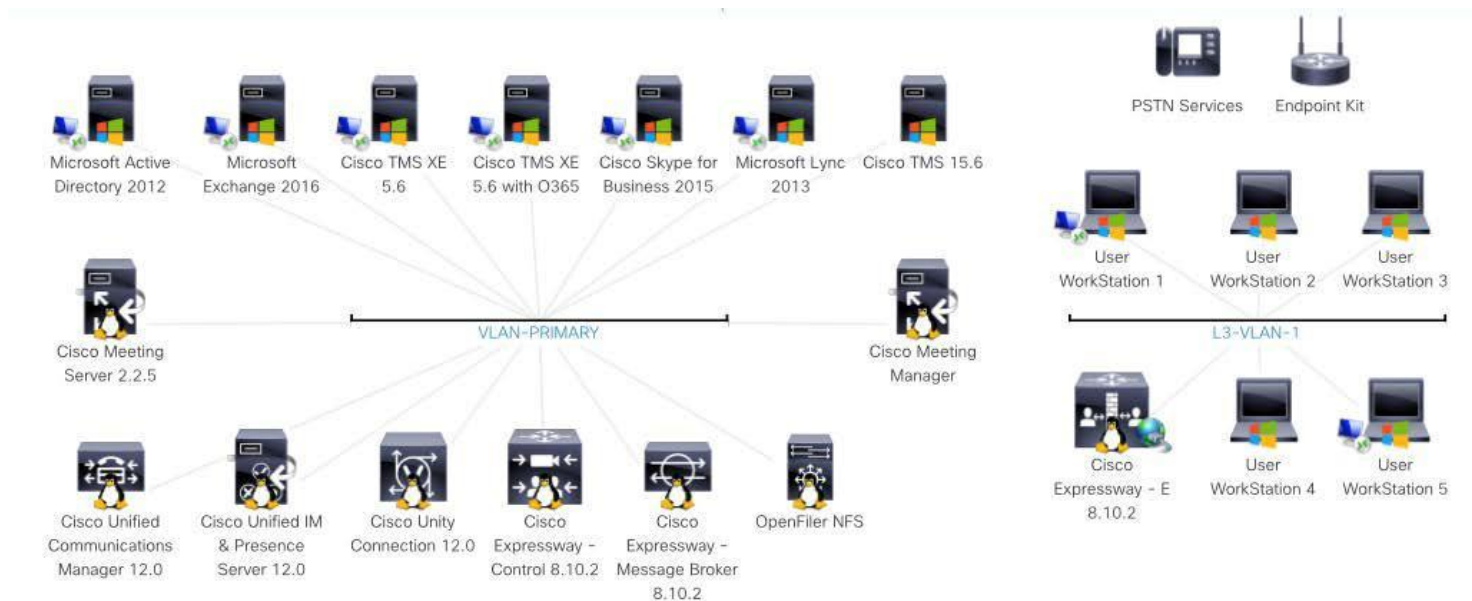 PSTN Services
Endpoint Kit
Microsoft Active
Directory 2012
Microsoft
Exchange 2016
Cisco TMS XE
5.6
Cisco TMS XE
5.6 with O365
Cisco Skype for
Business 2015
Microsoft Lync
2013
Cisco TMS 15.6
User
WorkStation 1
User
WorkStation 2
User
WorkStation 3
VLAN-PRIMARY
L3-VLAN-1
Cisco Meeting
Server 2.2.5
Cisco Meeting
Manager
Cisco Unified
Communications
Manager 12.0
Cisco Unified IM
& Presence
Server 12.0
Cisco Unity
Connection 12.0
Cisco
Expressway -
Control 8.10.2
Cisco
Expressway -
Message Broker
8.10.2
OpenFiler NFS
Cisco
Expressway - E
8.10.2
User
WorkStation 4
User
WorkStation 5